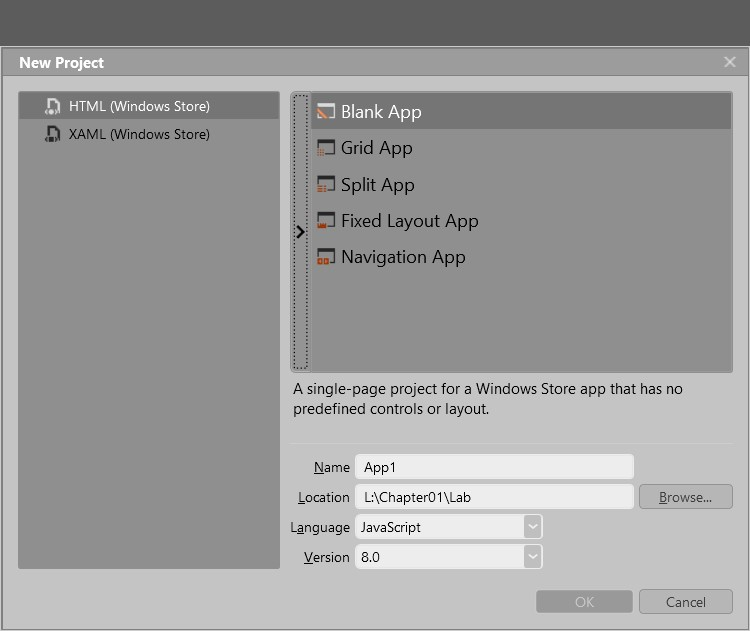 New Project
HTML (Windows Store)
XAML (Windows Store)
Blank App
Grid App
Split App
Fixed Layout App
Navigation App
A single-page project for a Windows Store app that has no
predefined controls or layout.
Name App1
Location L:\Chapter01\Lab Browse...
Language JavaScript
Version 8.0
OK Cancel